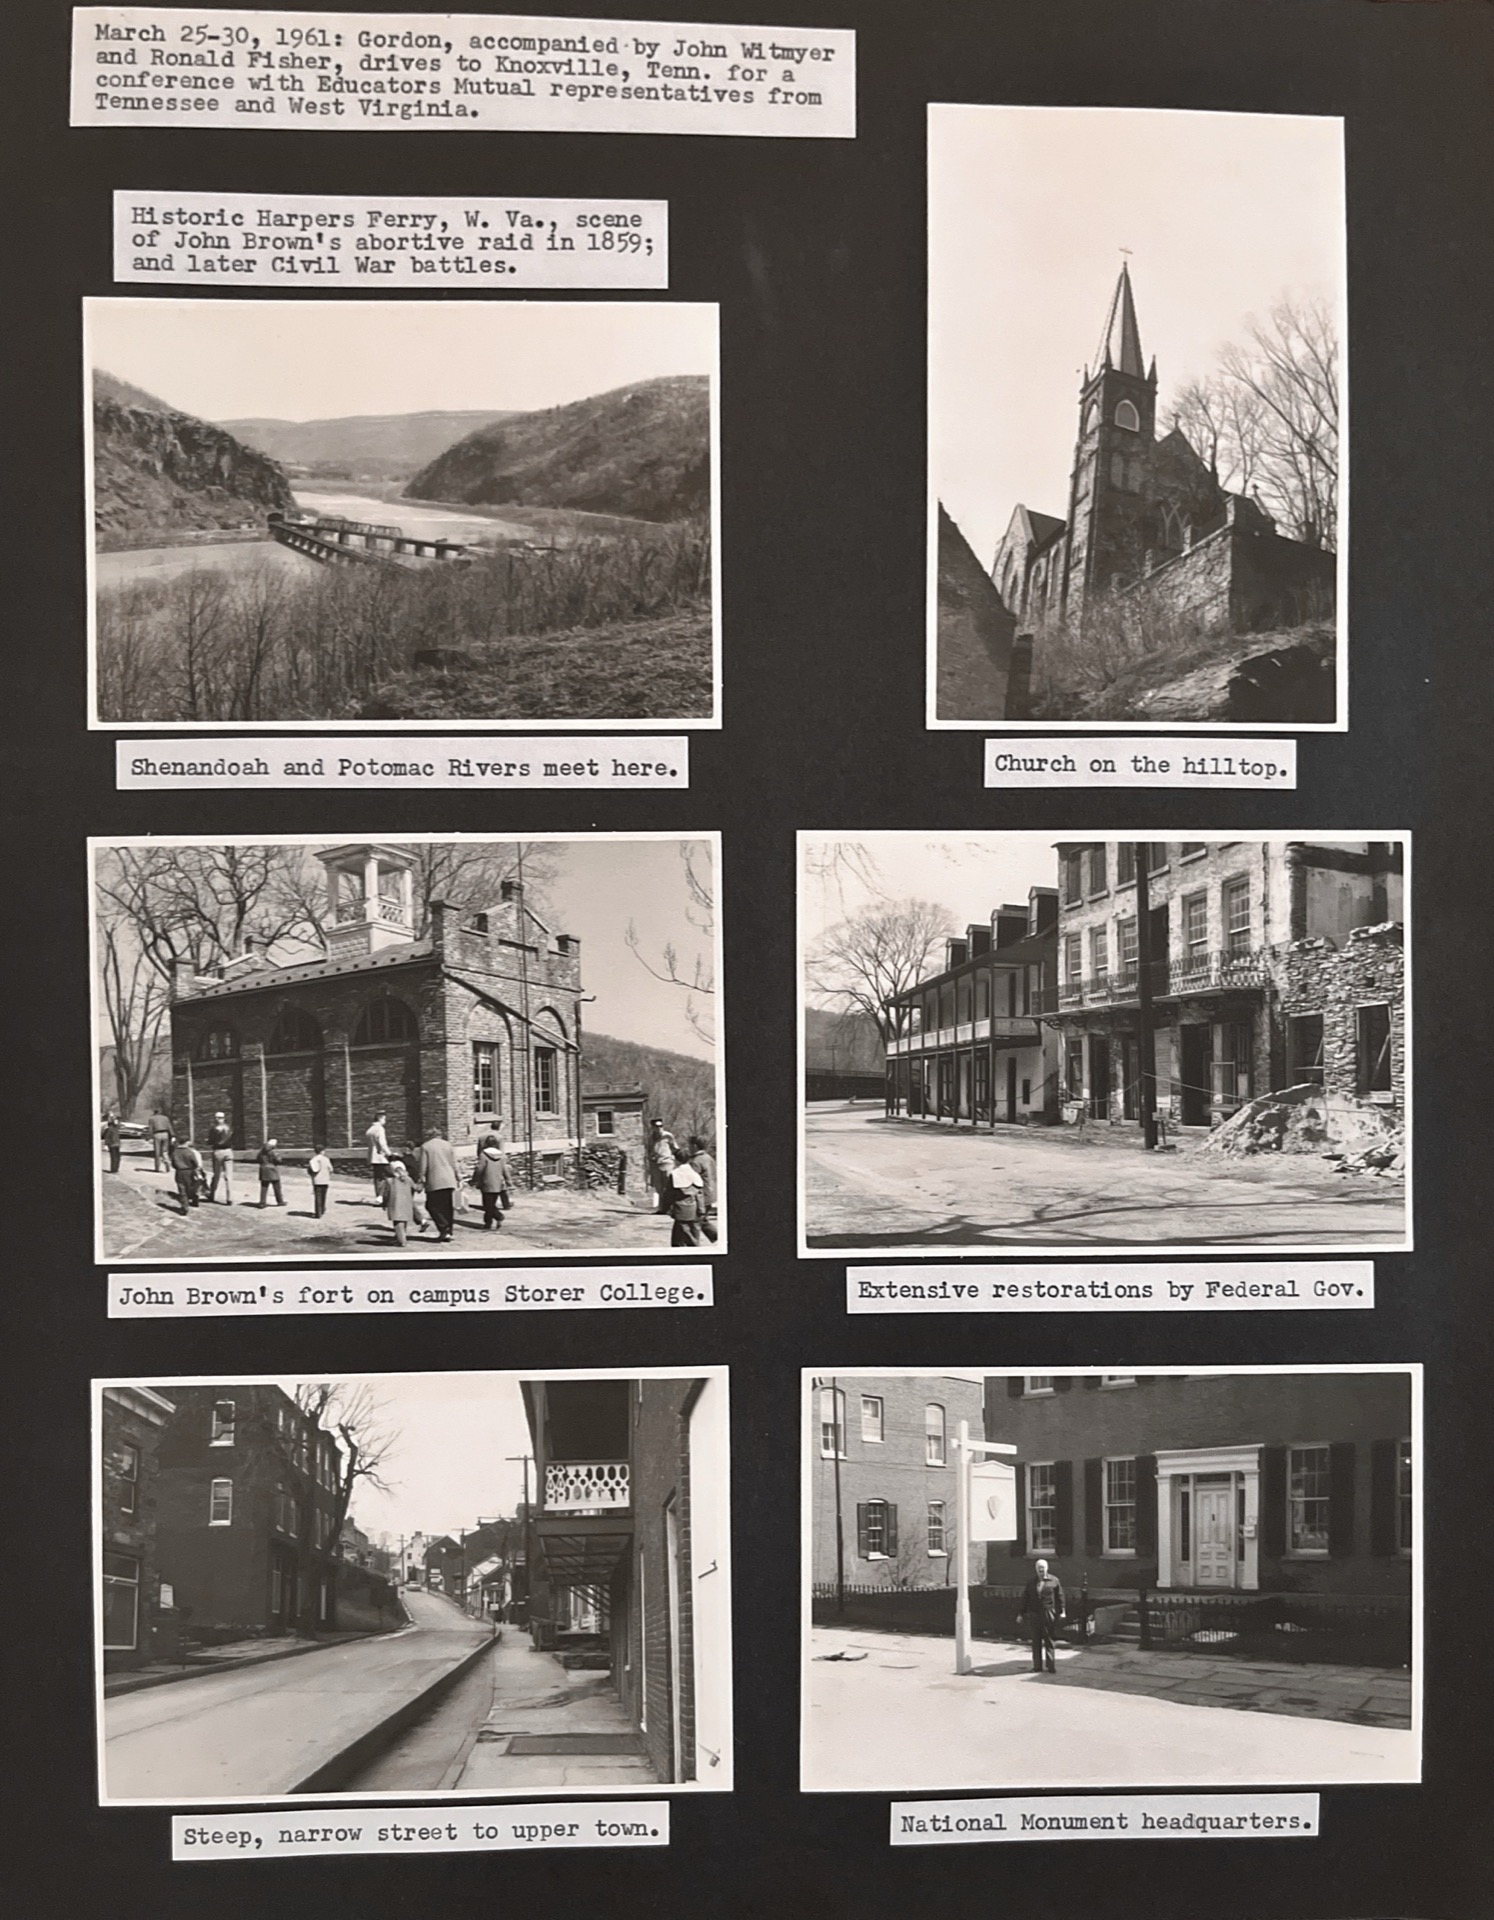 March 25-30, 1961: Gordon, accompanied by John Witmyer
and Ronald Fisher, drives to Knoxville, Tenn. for a
conference with Educators Mutual representatives from
Tennessee and West Virginia.
Historic Harpers Ferry, W. Va., scene
of John Brown's abortive raid in 1859;
and later Civil War battles.
Shenandoah and Potomac Rivers meet here.
Church on the hilltop.
John Brown's fort on campus Storer College.
Extensive restorations by Federal Gov.
Steep, narrow street to upper town.
National Monument headquarters.